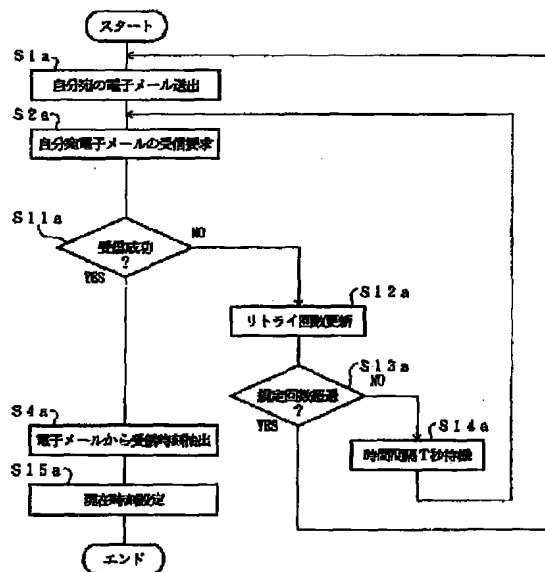 スタート
S1a
自分宛の電子メール送出
S2a
自分宛電子メールの受信要求
S11a
受信成功
?
NO
YES
S12a
リトライ回数更新
S13a
規定回数超過
?
NO
YES
S14a
時間間隔T秒待機
S4a
電子メールから受信時刻抽出
S15a
現在時刻設定
エンド